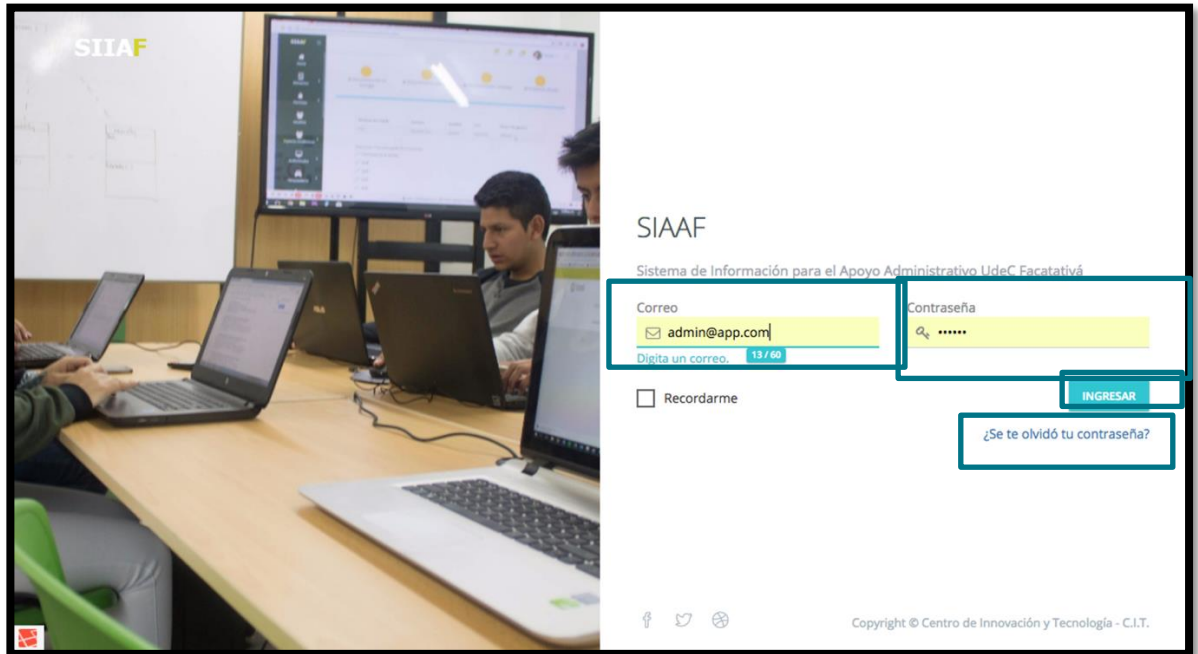 SIIAF
SIAAF
Sistema de Información para el Apoyo Administrativo UdeC Facatativá
Correo
Contraseña
admin@app.com
••••••
Digita un correo.
13 / 60
Recordarme
INGRESAR
¿Se te olvidó tu contraseña?
Copyright © Centro de Innovación y Tecnología - C.I.T.